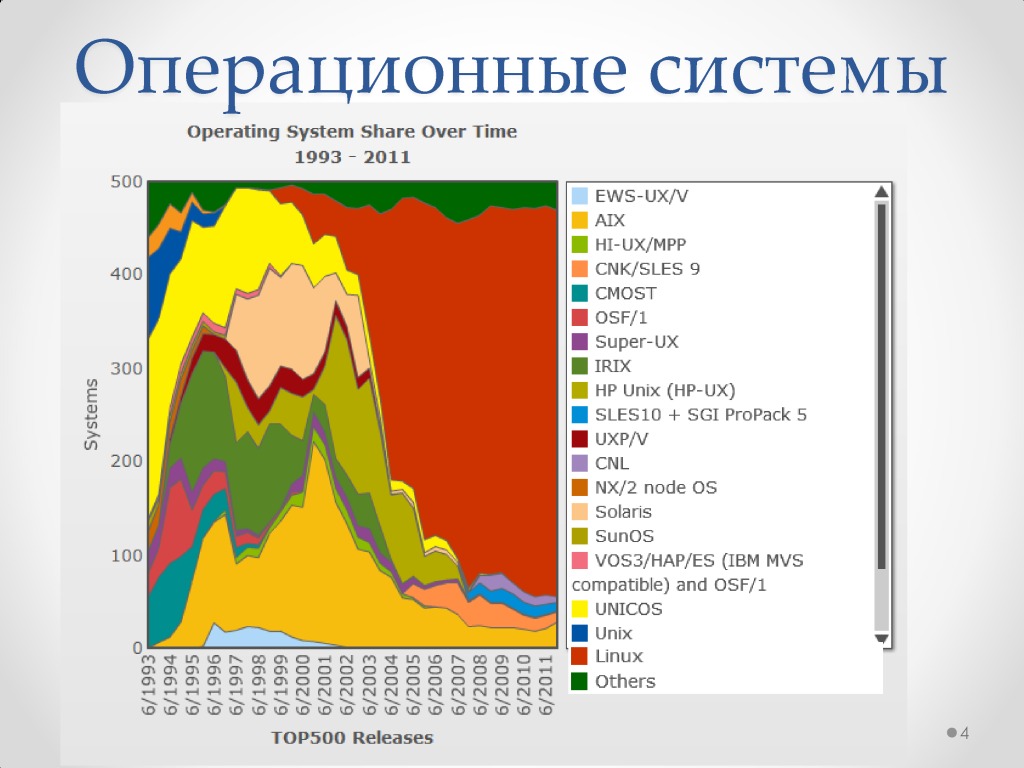 Операционные системы
Operating System Share Over Time
1993 - 2011
500
400
300
200
100
0
Systems
6/1993
6/1994
6/1995
6/1996
6/1997
6/1998
6/1999
6/2000
6/2001
6/2002
6/2003
6/2004
6/2005
6/2006
6/2007
6/2008
6/2009
6/2010
6/2011
TOP500 Releases
EWS-UX/V
AIX
HI-UX/MPP
CNK/SLES 9
CMOST
OSF/1
Super-UX
IRIX
HP Unix (HP-UX)
SLES10 + SGI ProPack 5
UXP/V
CNL
NX/2 node OS
Solaris
SunOS
VOS3/HAP/ES (IBM MVS
compatible) and OSF/1
UNICOS
Unix
Linux
Others
4